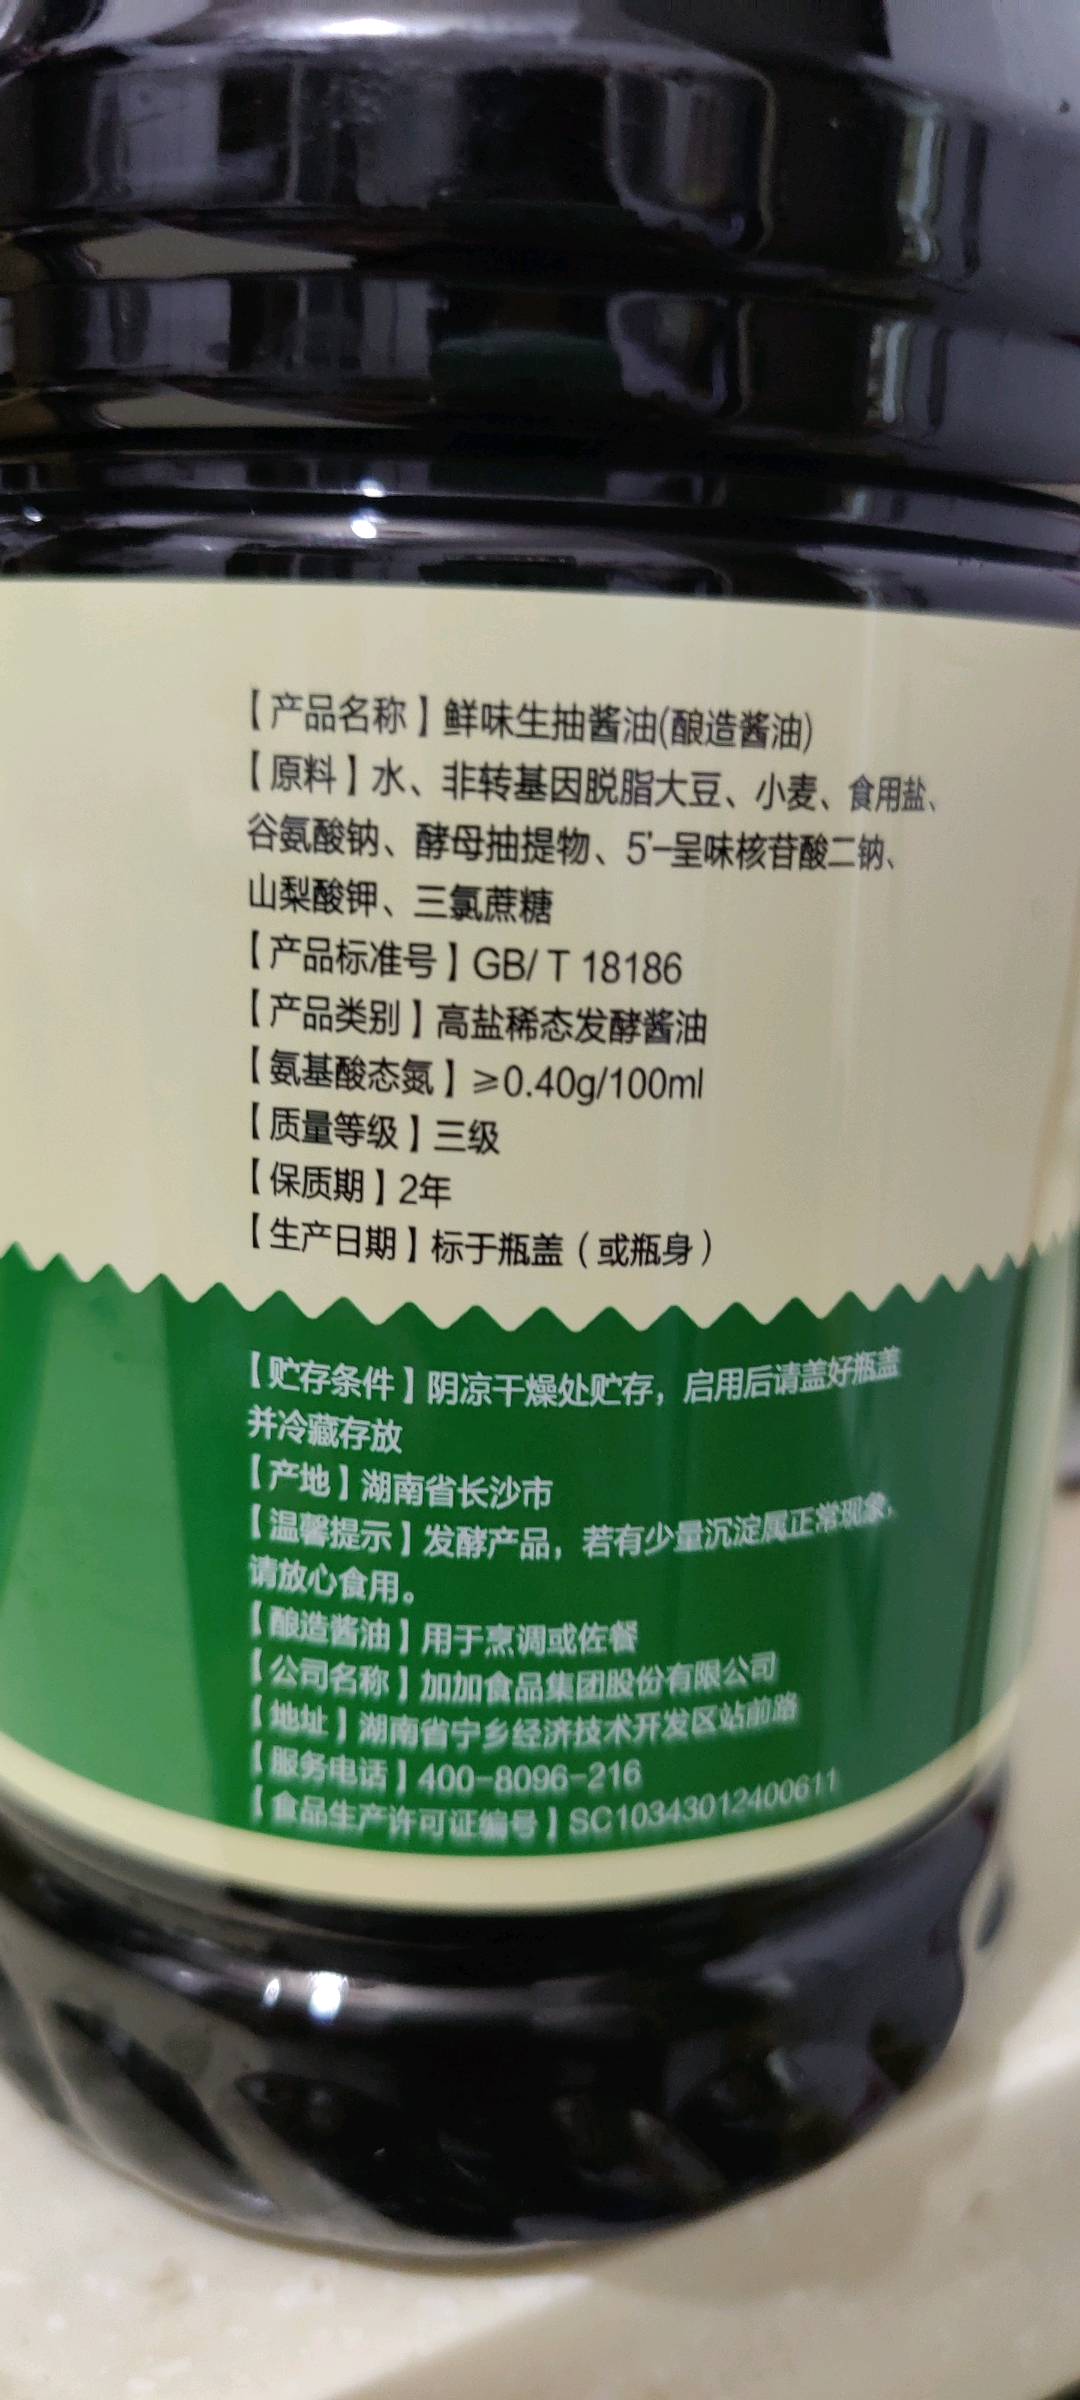 【产品名称】鲜味生抽酱油(酿造酱油)
【原料】水、非转基因脱脂大豆、小麦、食用盐、
谷氨酸钠、酵母抽提物、5'-呈味核苷酸二钠、
山梨酸钾、三氯蔗糖
【产品标准号】GB/ T 18186
【产品类别】高盐稀态发酵酱油
【氨基酸态氮】≥0.40g/100ml
【质量等级】三级
【保质期】2年
【生产日期】标于瓶盖（或瓶身）
【贮存条件】阴凉干燥处贮存，启用后请盖好瓶盖
并冷藏存放
【产地】湖南省长沙市
【温馨提示】发酵产品，若有少量沉淀属正常现象，
请放心食用。
【酿造酱油】用于烹调或佐餐
【公司名称】加加食品集团股份有限公司
【地址】湖南省宁乡经济技术开发区站前路
【服务电话】400-8096-216
【食品生产许可证编号】SC10343012400611